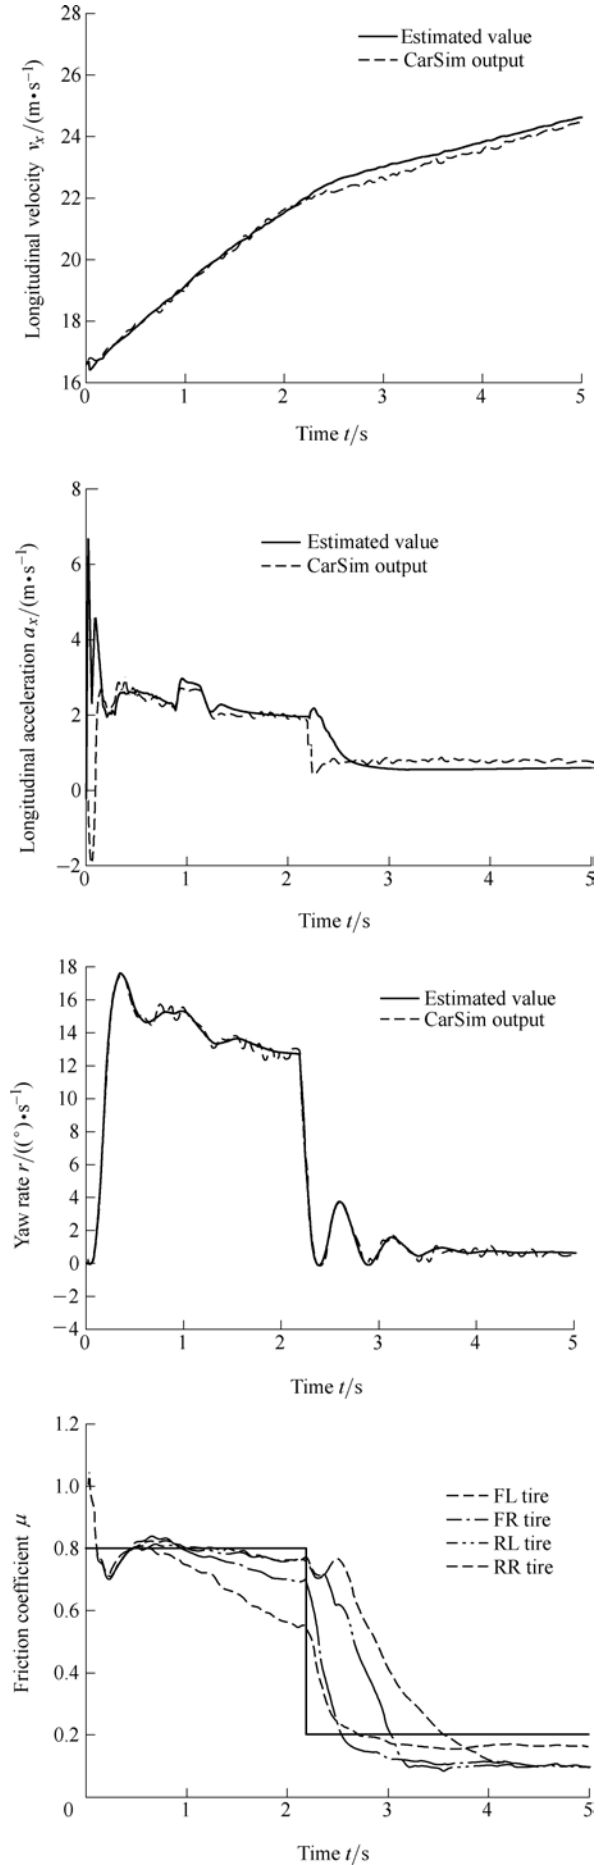 28
26
24
22
20
18
16
Longitudinal velocity vₓ/(m•s⁻¹)
Estimated value
CarSim output
0 1 2 3 4 5
Time t/s
8
6
4
2
0
−2
Longitudinal acceleration aₓ/(m•s⁻¹)
Estimated value
CarSim output
0 1 2 3 4 5
Time t/s
18
16
14
12
10
8
6
4
2
0
−2
−4
Yaw rate r/((°)•s⁻¹)
Estimated value
CarSim output
0 1 2 3 4 5
Time t/s
1.2
1.0
0.8
0.6
0.4
0.2
0
Friction coefficient μ
FL tire
FR tire
RL tire
RR tire
1 2 3 4 5
Time t/s